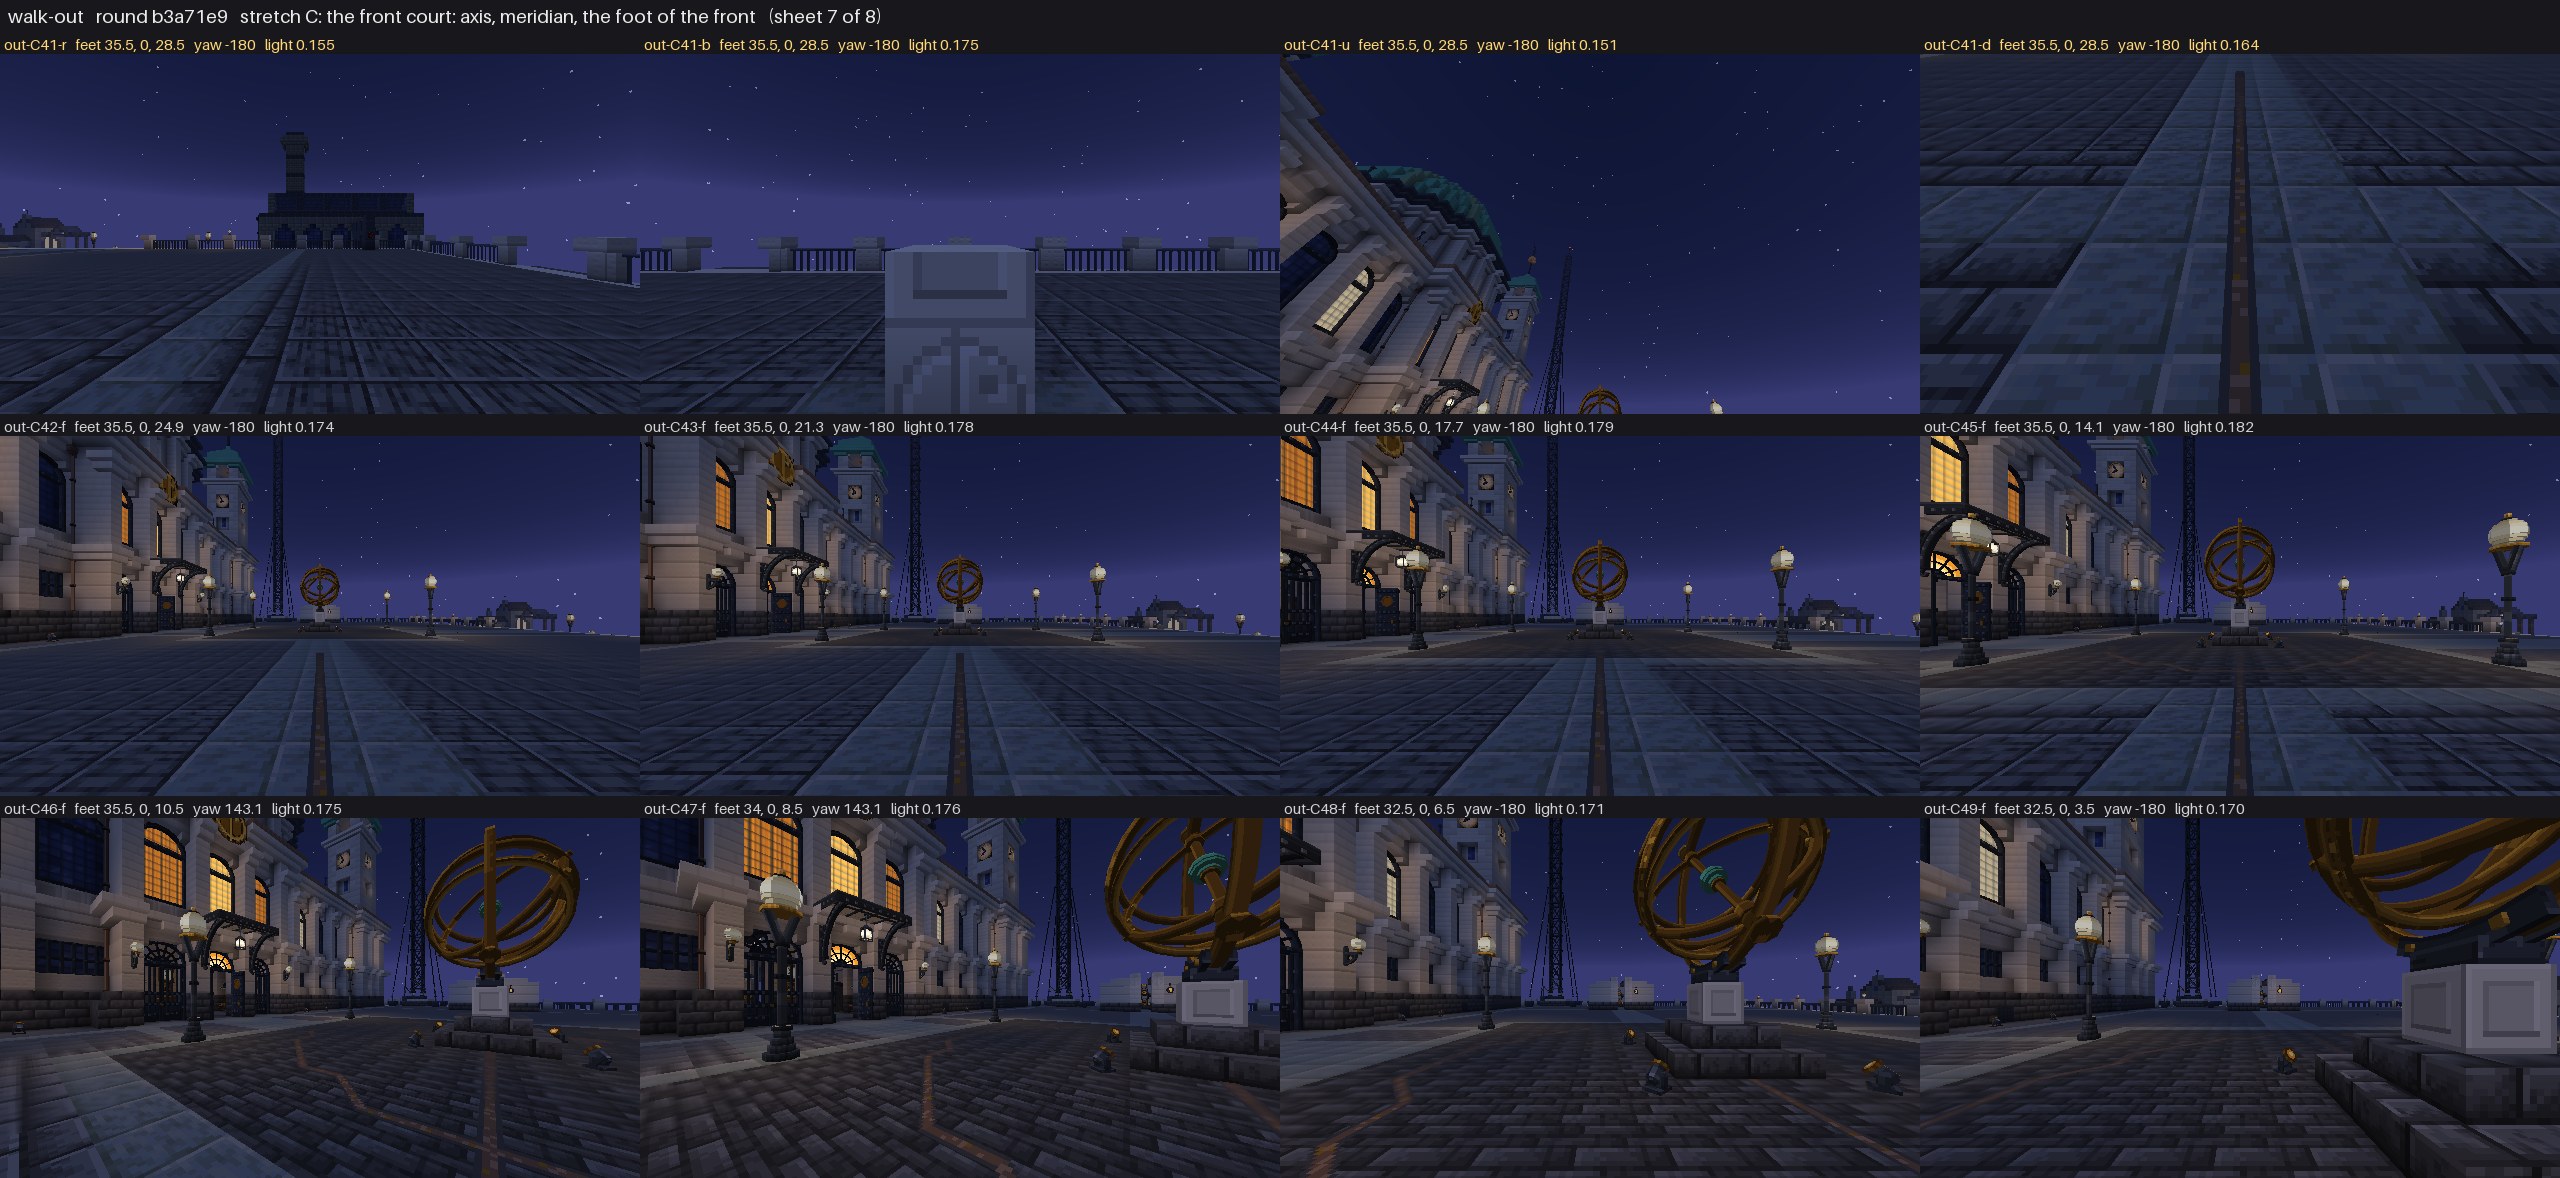 walk-out round b3a71e9 stretch C: the front court: axis, meridian, the foot of the front (sheet 7 of 8)
out-C41-r feet 35.5, 0, 28.5 yaw -180 light 0.155
out-C41-b feet 35.5, 0, 28.5 yaw -180 light 0.175
out-C41-u feet 35.5, 0, 28.5 yaw -180 light 0.151
out-C41-d feet 35.5, 0, 28.5 yaw -180 light 0.164
out-C42-f feet 35.5, 0, 24.9 yaw -180 light 0.174
out-C43-f feet 35.5, 0, 21.3 yaw -180 light 0.178
out-C44-f feet 35.5, 0, 17.7 yaw -180 light 0.179
out-C45-f feet 35.5, 0, 14.1 yaw -180 light 0.182
out-C46-f feet 35.5, 0, 10.5 yaw 143.1 light 0.175
out-C47-f feet 34, 0, 8.5 yaw 143.1 light 0.176
out-C48-f feet 32.5, 0, 6.5 yaw -180 light 0.171
out-C49-f feet 32.5, 0, 3.5 yaw -180 light 0.170